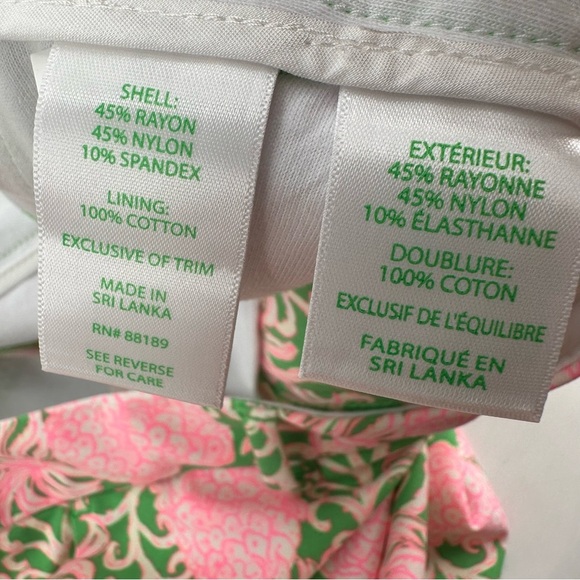 SHELL:
45% RAYON
45% NYLON
10% SPANDEX
LINING:
100% COTTON
EXCLUSIVE OF TRIM
MADE IN
SRI LANKA
RN# 88189
SEE REVERSE
FOR CARE
EXTÉRIEUR:
45% RAYONNE
45% NYLON
10% ÉLASTHANNE
DOUBLURE:
100% COTON
EXCLUSIF DE L'ÉQUILIBRE
FABRIQUÉ EN
SRI LANKA